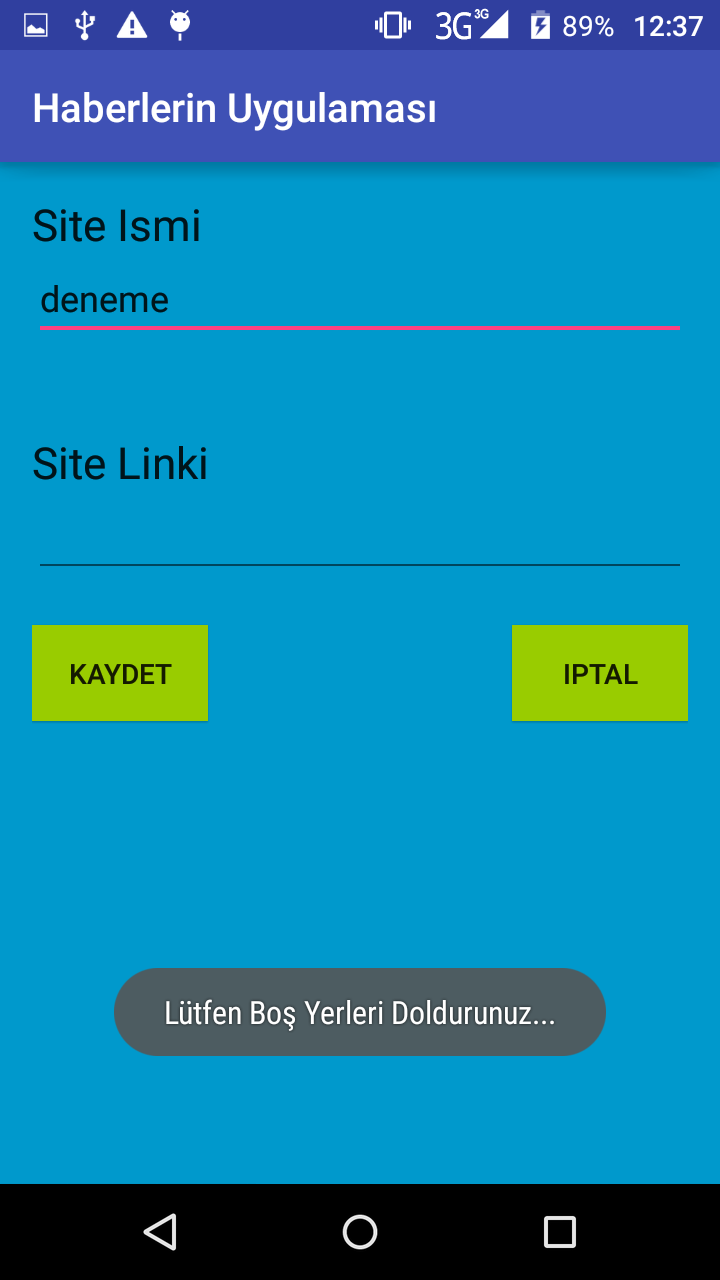 3G 3G 89% 12:37
Haberlerin Uygulaması
Site Ismi
deneme
Site Linki
KAYDET IPTAL
Lütfen Boş Yerleri Doldurunuz...